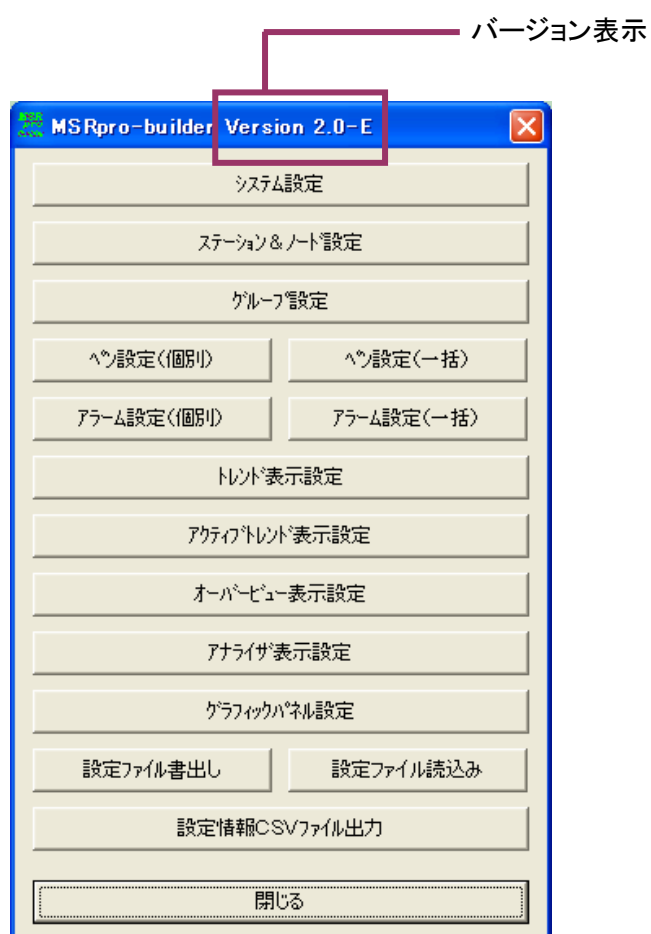 バージョン表示
MSR
pro
MSRpro-builder Version 2.0-E
システム設定
ステーション&ノード設定
グループ設定
ペン設定(個別) ペン設定(一括)
アラーム設定(個別) アラーム設定(一括)
トレンド表示設定
アクティブトレンド表示設定
オーバービュー表示設定
アナライザ表示設定
グラフィックパネル設定
設定ファイル書出し 設定ファイル読込み
設定情報CSVファイル出力
閉じる